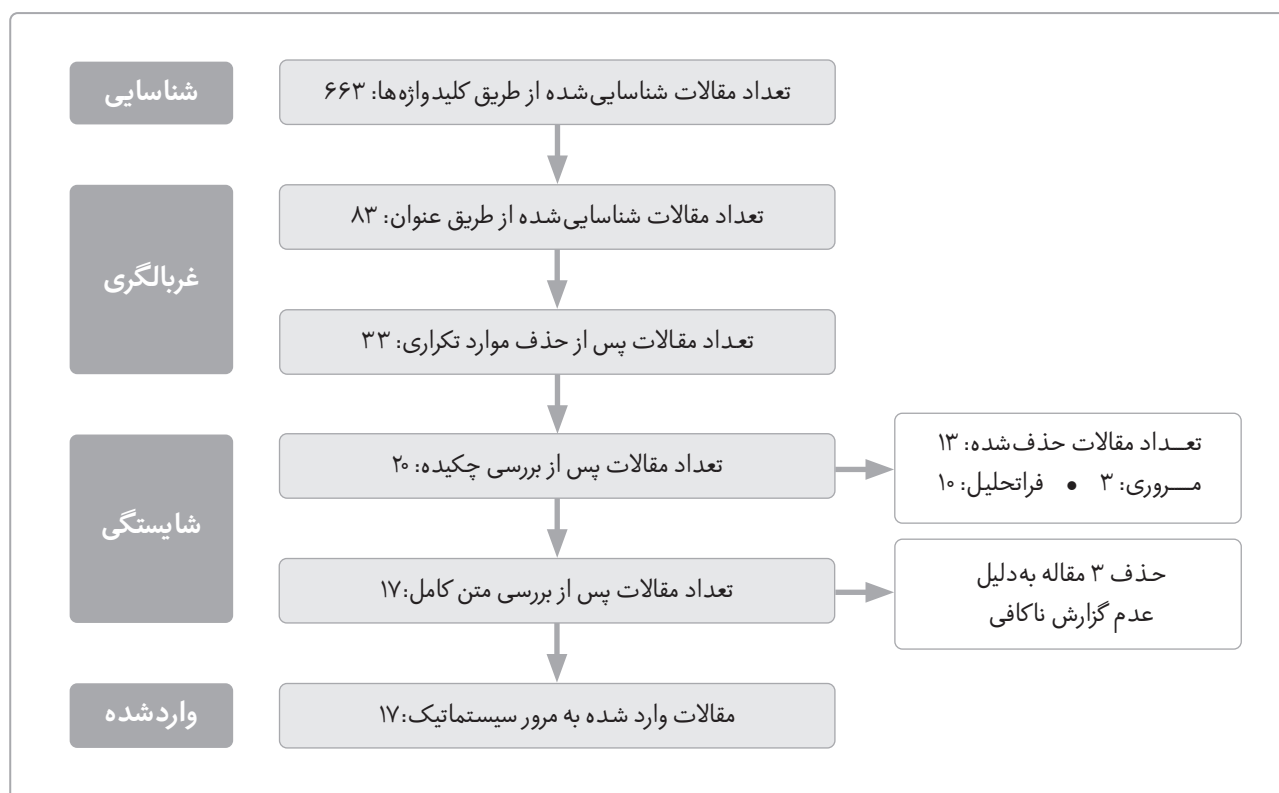 شناسایی
تعداد مقالات شناسایی‌شده از طریق کلیدواژه‌ها: ۶۶۳
غربالگری
تعداد مقالات شناسایی‌شده از طریق عنوان: ۸۳
تعداد مقالات پس از حذف موارد تکراری: ۳۳
شایستگی
تعداد مقالات پس از بررسی چکیده: ۲۰
تعــداد مقالات حذف‌شده: ۱۳
مـــروری: ۳ • فراتحلیل: ۱۰
تعداد مقالات پس از بررسی متن کامل: ۱۷
حذف ۳ مقاله به‌دلیل
عدم گزارش ناکافی
واردشده
مقالات وارد شده به مرور سیستماتیک: ۱۷